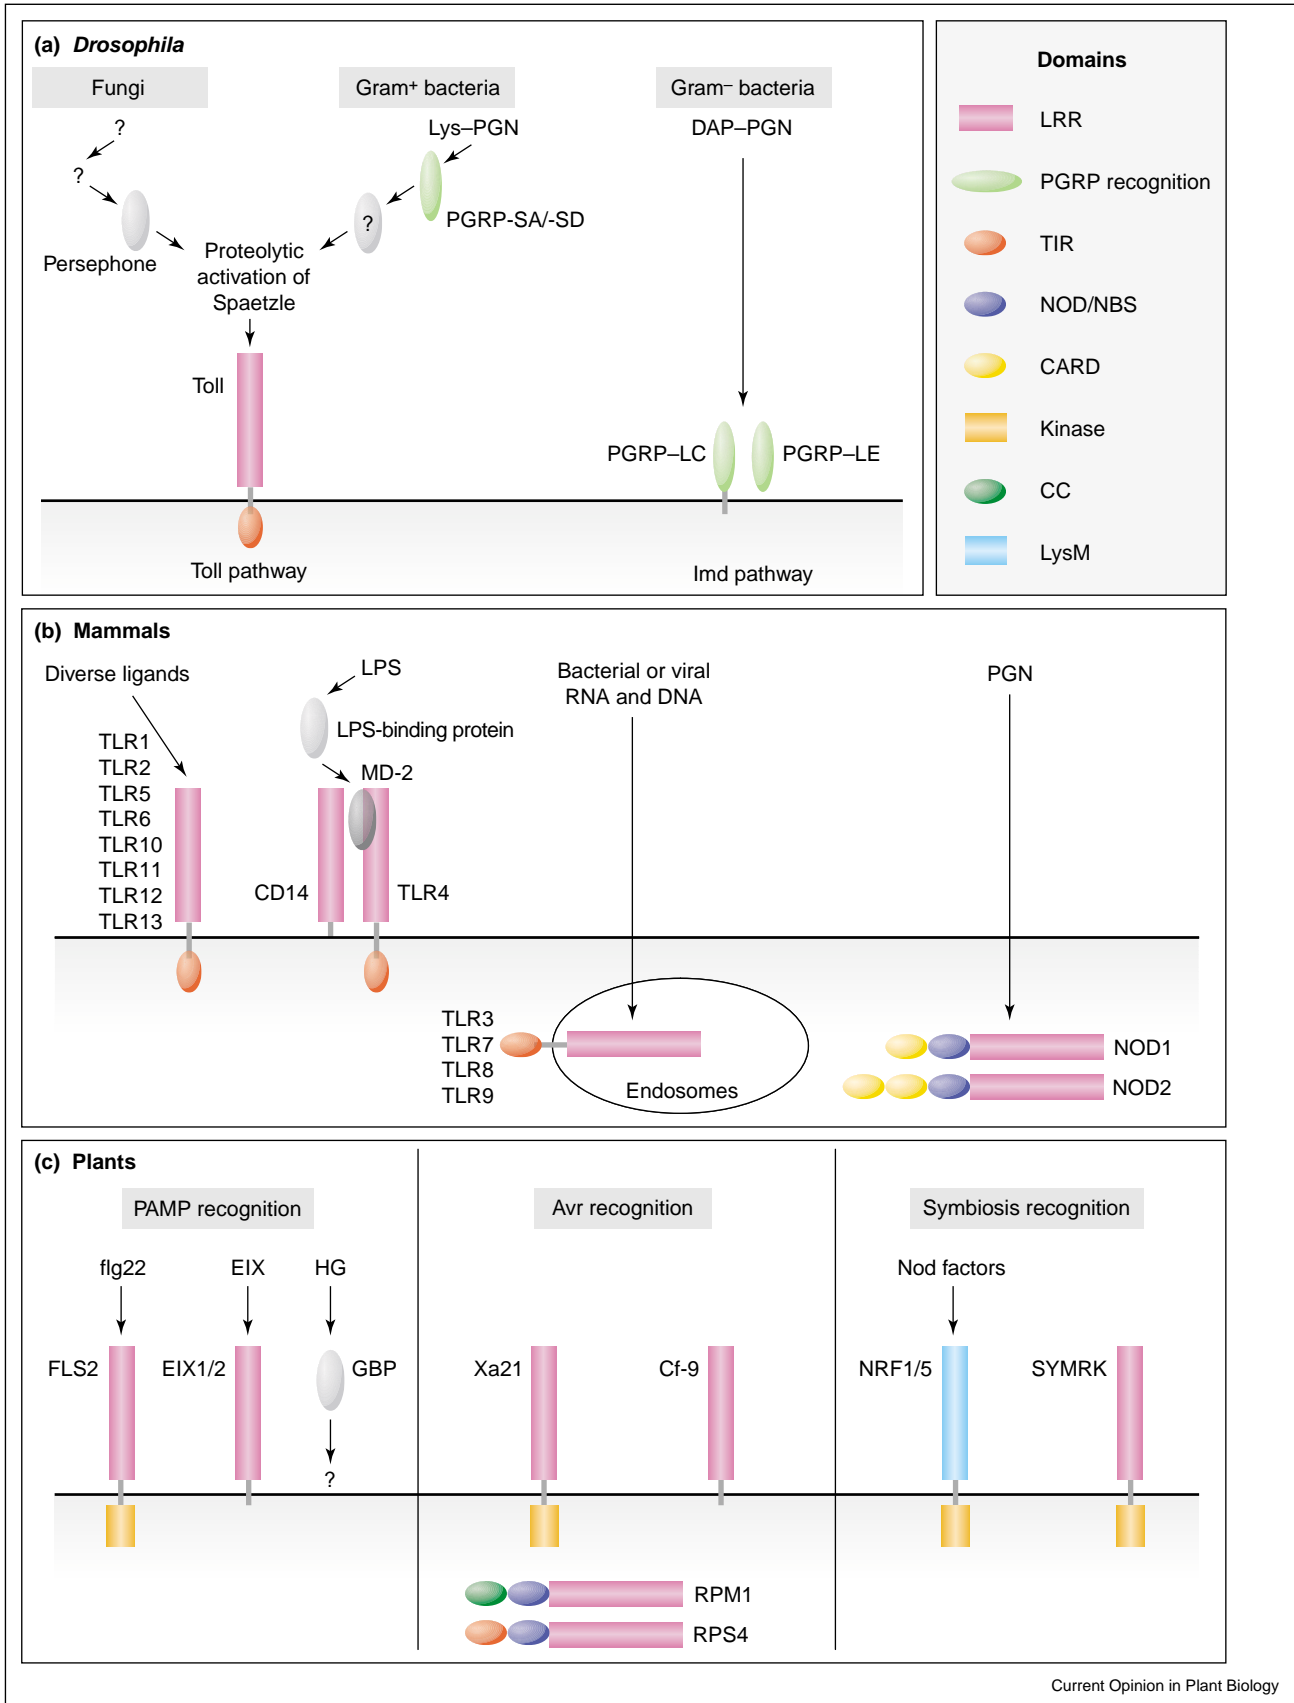 (a) Drosophila
Fungi
Gram+ bacteria
Gram– bacteria
?
Lys–PGN
DAP–PGN
?
?
PGRP-SA/-SD
Persephone
Proteolytic
activation of
Spaetzle
Toll
PGRP–LC
PGRP–LE
Toll pathway
Imd pathway
Domains
LRR
PGRP recognition
TIR
NOD/NBS
CARD
Kinase
CC
LysM
(b) Mammals
Diverse ligands
LPS
Bacterial or viral
RNA and DNA
PGN
LPS-binding protein
TLR1
TLR2
TLR5
TLR6
TLR10
TLR11
TLR12
TLR13
MD-2
CD14
TLR4
TLR3
TLR7
TLR8
TLR9
Endosomes
NOD1
NOD2
(c) Plants
PAMP recognition
Avr recognition
Symbiosis recognition
flg22
EIX
HG
Nod factors
FLS2
EIX1/2
GBP
?
Xa21
Cf-9
NRF1/5
SYMRK
RPM1
RPS4
Current Opinion in Plant Biology